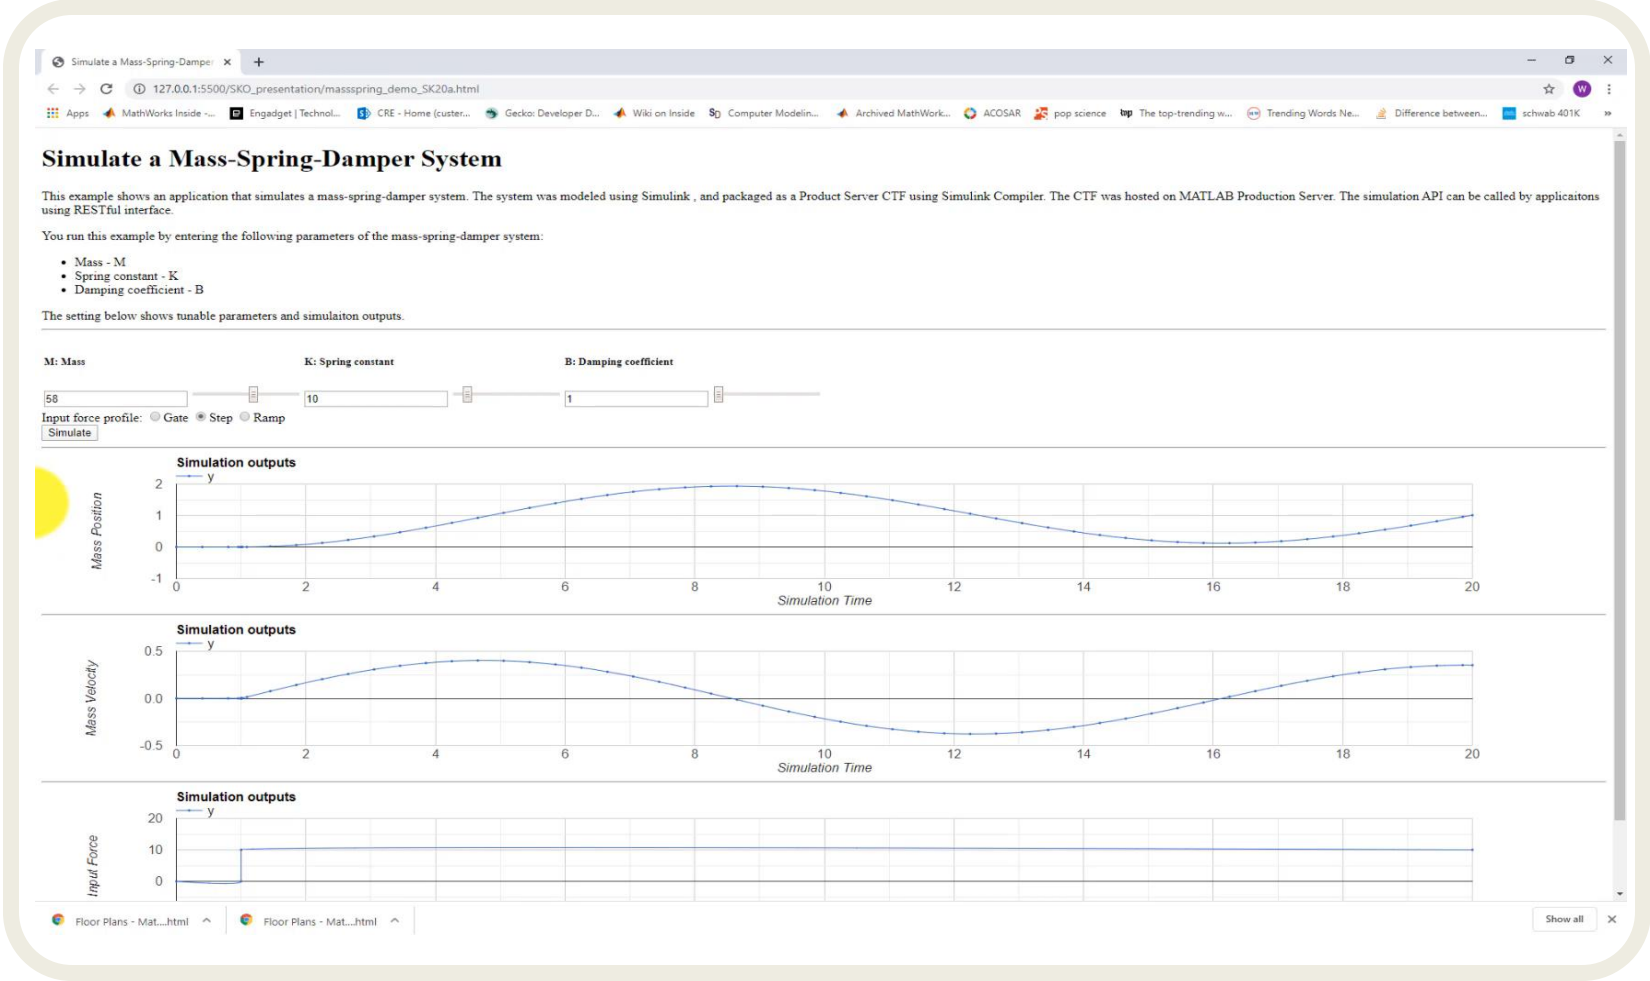 Simulate a Mass-Spring-Damper
127.0.0.1:5500/SKO_presentation/massspring_demo_SK20a.html
W
Apps MathWorks Inside -... Engadget | Technol... CRE - Home (custer... Gecko: Developer D... Wiki on Inside SD Computer Modelin... Archived MathWork... ACOSAR pop science top The top-trending w... Trending Words Ne... Difference between... schwab 401K »
Simulate a Mass-Spring-Damper System
This example shows an application that simulates a mass-spring-damper system. The system was modeled using Simulink , and packaged as a Product Server CTF using Simulink Compiler. The CTF was hosted on MATLAB Production Server. The simulation API can be called by applicaitons
using RESTful interface.
You run this example by entering the following parameters of the mass-spring-damper system:
• Mass - M
• Spring constant - K
• Damping coefficient - B
The setting below shows tunable parameters and simulaiton outputs.
M: Mass K: Spring constant B: Damping coefficient
58 10 1
Input force profile: Gate Step Ramp
Simulate
Simulation outputs
y
Mass Position
2
1
0
-1
0 2 4 6 8 10 12 14 16 18 20
Simulation Time
Simulation outputs
y
Mass Velocity
0.5
0.0
-0.5
0 2 4 6 8 10 12 14 16 18 20
Simulation Time
Simulation outputs
y
Input Force
20
10
0
Floor Plans - Mat....html Floor Plans - Mat....html Show all